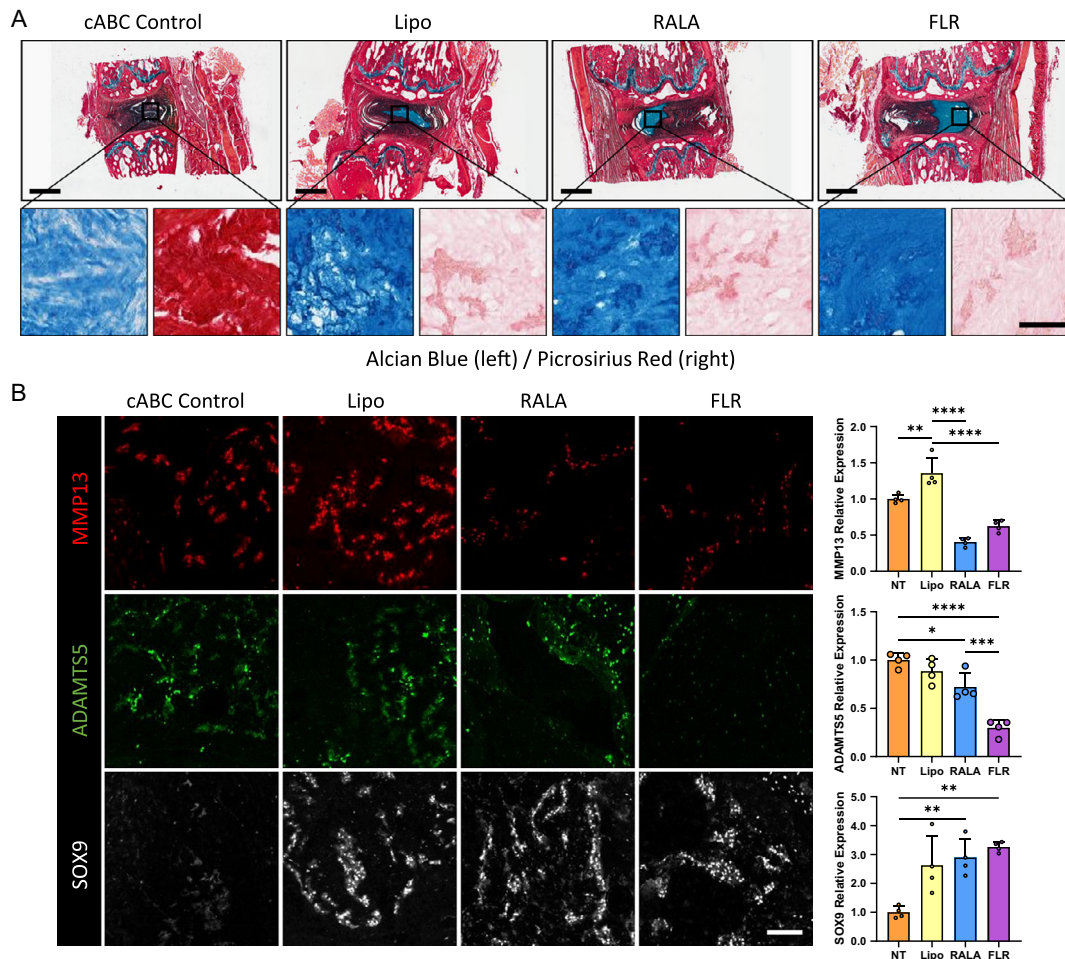 A
cABC Control Lipo RALA FLR
Alcian Blue (left) / Picrosirius Red (right)
B
cABC Control Lipo RALA FLR
MMP13
ADAMTS5
SOX9
MMP13 Relative Expression
2.0
1.5
1.0
0.5
0.0
** **** ****
NT Lipo RALA FLR
ADAMTS5 Relative Expression
1.5
1.0
0.5
0.0
****
*
***
NT Lipo RALA FLR
SOX9 Relative Expression
5.0
4.0
3.0
2.0
1.0
0.0
**
**
NT Lipo RALA FLR